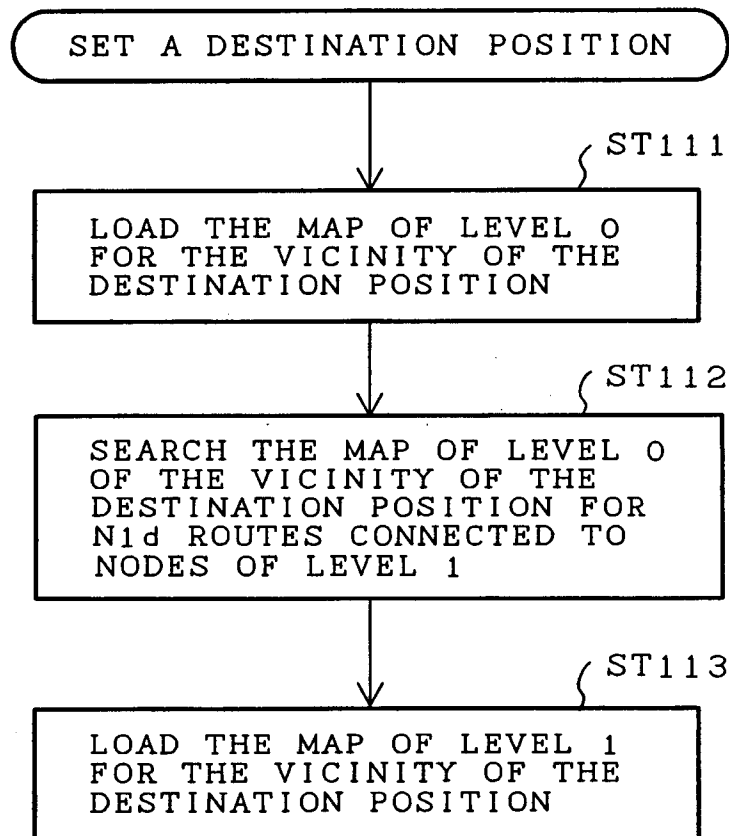 SET A DESTINATION POSITION
ST111
LOAD THE MAP OF LEVEL 0
FOR THE VICINITY OF THE
DESTINATION POSITION
ST112
SEARCH THE MAP OF LEVEL 0
OF THE VICINITY OF THE
DESTINATION POSITION FOR
N1d ROUTES CONNECTED TO
NODES OF LEVEL 1
ST113
LOAD THE MAP OF LEVEL 1
FOR THE VICINITY OF THE
DESTINATION POSITION